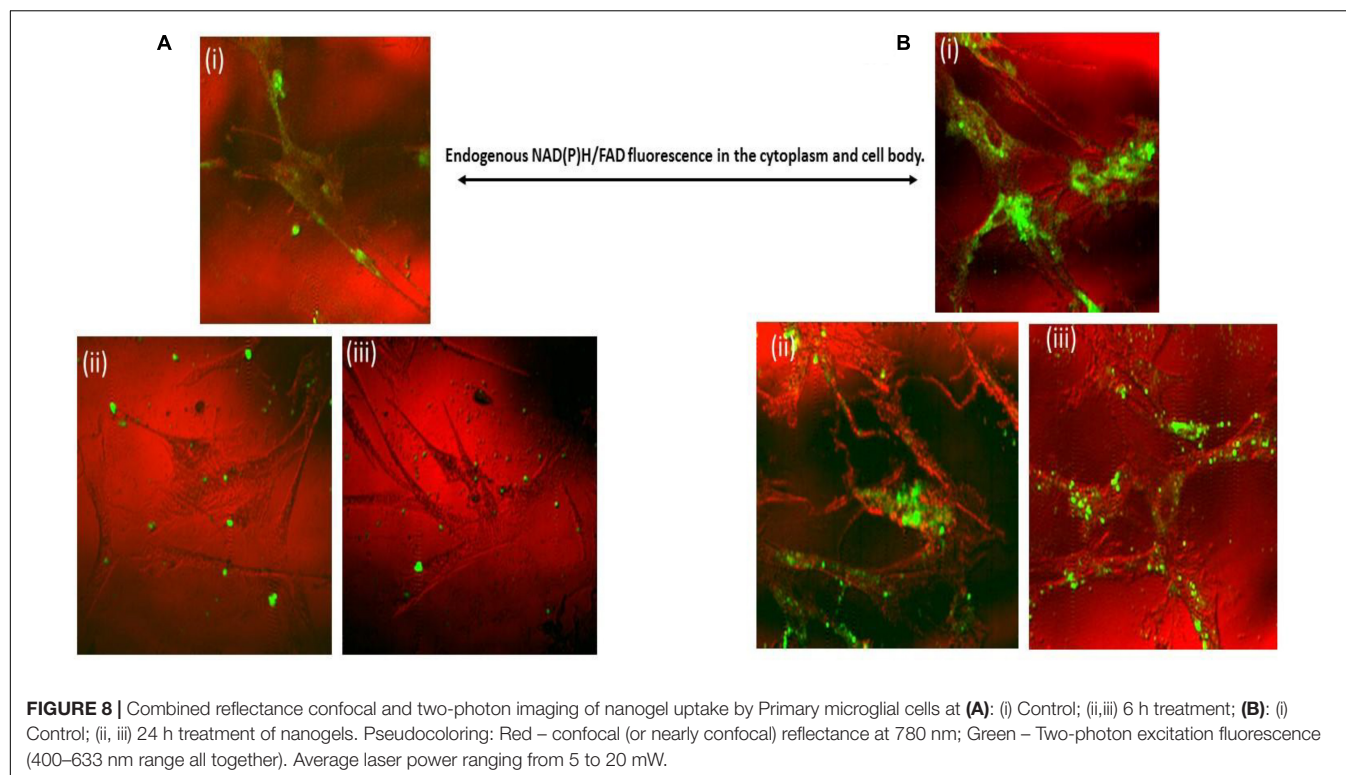 A
B
(i)
(i)
Endogenous NAD(P)H/FAD fluorescence in the cytoplasm and cell body.
(ii)
(iii)
(ii)
(iii)
FIGURE 8 | Combined reflectance confocal and two-photon imaging of nanogel uptake by Primary microglial cells at (A): (i) Control; (ii,iii) 6 h treatment; (B): (i)
Control; (ii, iii) 24 h treatment of nanogels. Pseudocoloring: Red – confocal (or nearly confocal) reflectance at 780 nm; Green – Two-photon excitation fluorescence
(400–633 nm range all together). Average laser power ranging from 5 to 20 mW.